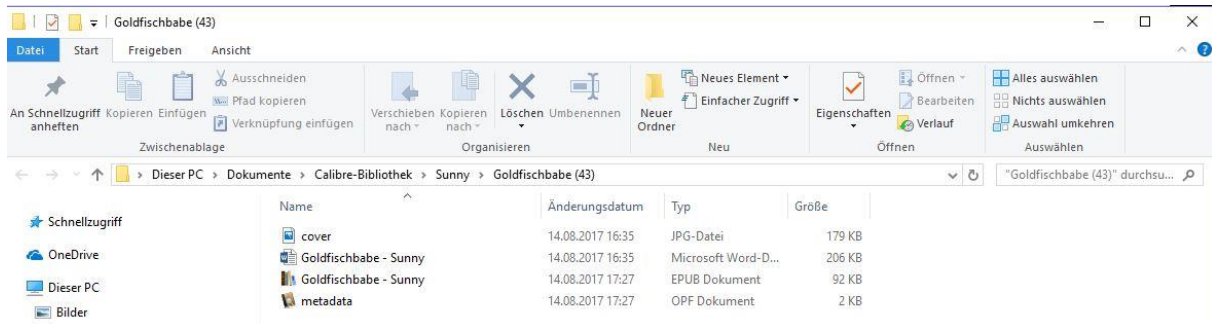 Goldfischbabe (43)
Datei Start Freigeben Ansicht
An Schnellzugriff anheften
Kopieren
Einfügen
Ausschneiden
Pfad kopieren
Verknüpfung einfügen
Zwischenablage
Verschieben nach
Kopieren nach
Löschen
Umbenennen
Organisieren
Neuer Ordner
Neues Element
Einfacher Zugriff
Neu
Eigenschaften
Öffnen
Bearbeiten
Verlauf
Öffnen
Alles auswählen
Nichts auswählen
Auswahl umkehren
Auswählen
Dieser PC > Dokumente > Calibre-Bibliothek > Sunny > Goldfischbabe (43)
"Goldfischbabe (43)" durchsu...
Schnellzugriff
OneDrive
Dieser PC
Bilder
Name Änderungsdatum Typ Größe
cover 14.08.2017 16:35 JPG-Datei 179 KB
Goldfischbabe - Sunny 14.08.2017 16:35 Microsoft Word-D... 206 KB
Goldfischbabe - Sunny 14.08.2017 17:27 EPUB Dokument 92 KB
metadata 14.08.2017 17:27 OPF Dokument 2 KB